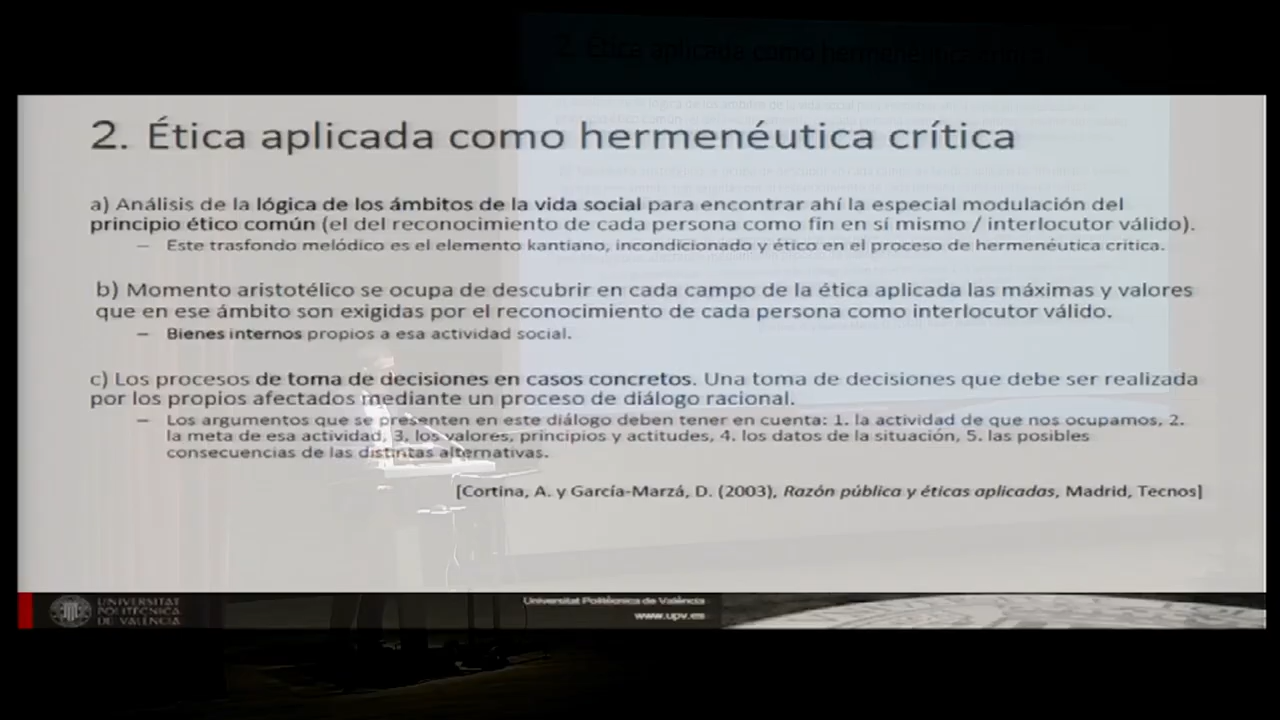 2. Ética aplicada como hermenéutica crítica
a) Análisis de la lógica de los ámbitos de la vida social para encontrar ahí la especial modulación del
principio ético común (el del reconocimiento de cada persona como fin en sí mismo / interlocutor válido).
– Este trasfondo melódico es el elemento kantiano, incondicionado y ético en el proceso de hermenéutica crítica.
b) Momento aristotélico se ocupa de descubrir en cada campo de la ética aplicada las máximas y valores
que en ese ámbito son exigidas por el reconocimiento de cada persona como interlocutor válido.
– Bienes internos propios a esa actividad social.
c) Los procesos de toma de decisiones en casos concretos. Una toma de decisiones que debe ser realizada
por los propios afectados mediante un proceso de diálogo racional.
– Los argumentos que se presenten en este diálogo deben tener en cuenta: 1. la actividad de que nos ocupamos, 2.
la meta de esa actividad, 3. los valores, principios y actitudes, 4. los datos de la situación, 5. las posibles
consecuencias de las distintas alternativas.
[Cortina, A. y García-Marzá, D. (2003), Razón pública y éticas aplicadas, Madrid, Tecnos]
UNIVERSITAT
POLITÈCNICA
DE VALÈNCIA
Universitat Politècnica de València
www.upv.es
2. Ética aplicada como hermenéutica